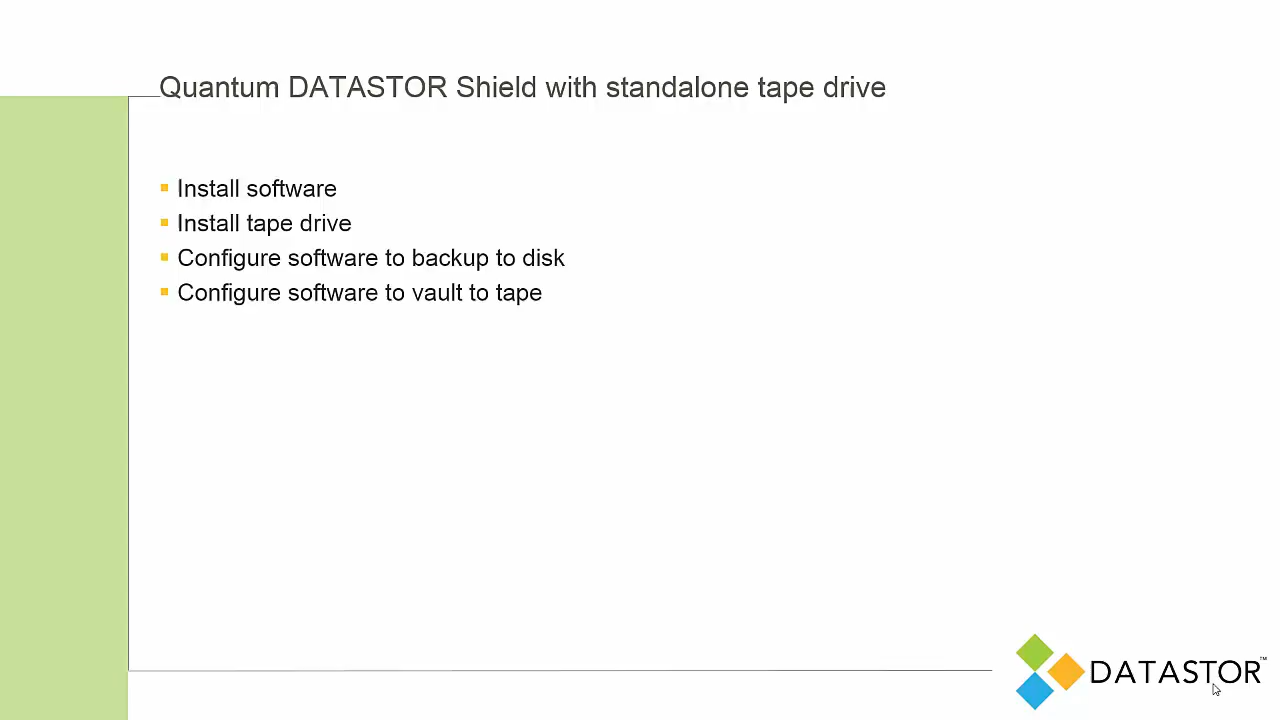 Quantum DATASTOR Shield with standalone tape drive
Install software
Install tape drive
Configure software to backup to disk
Configure software to vault to tape
DATASTOR™